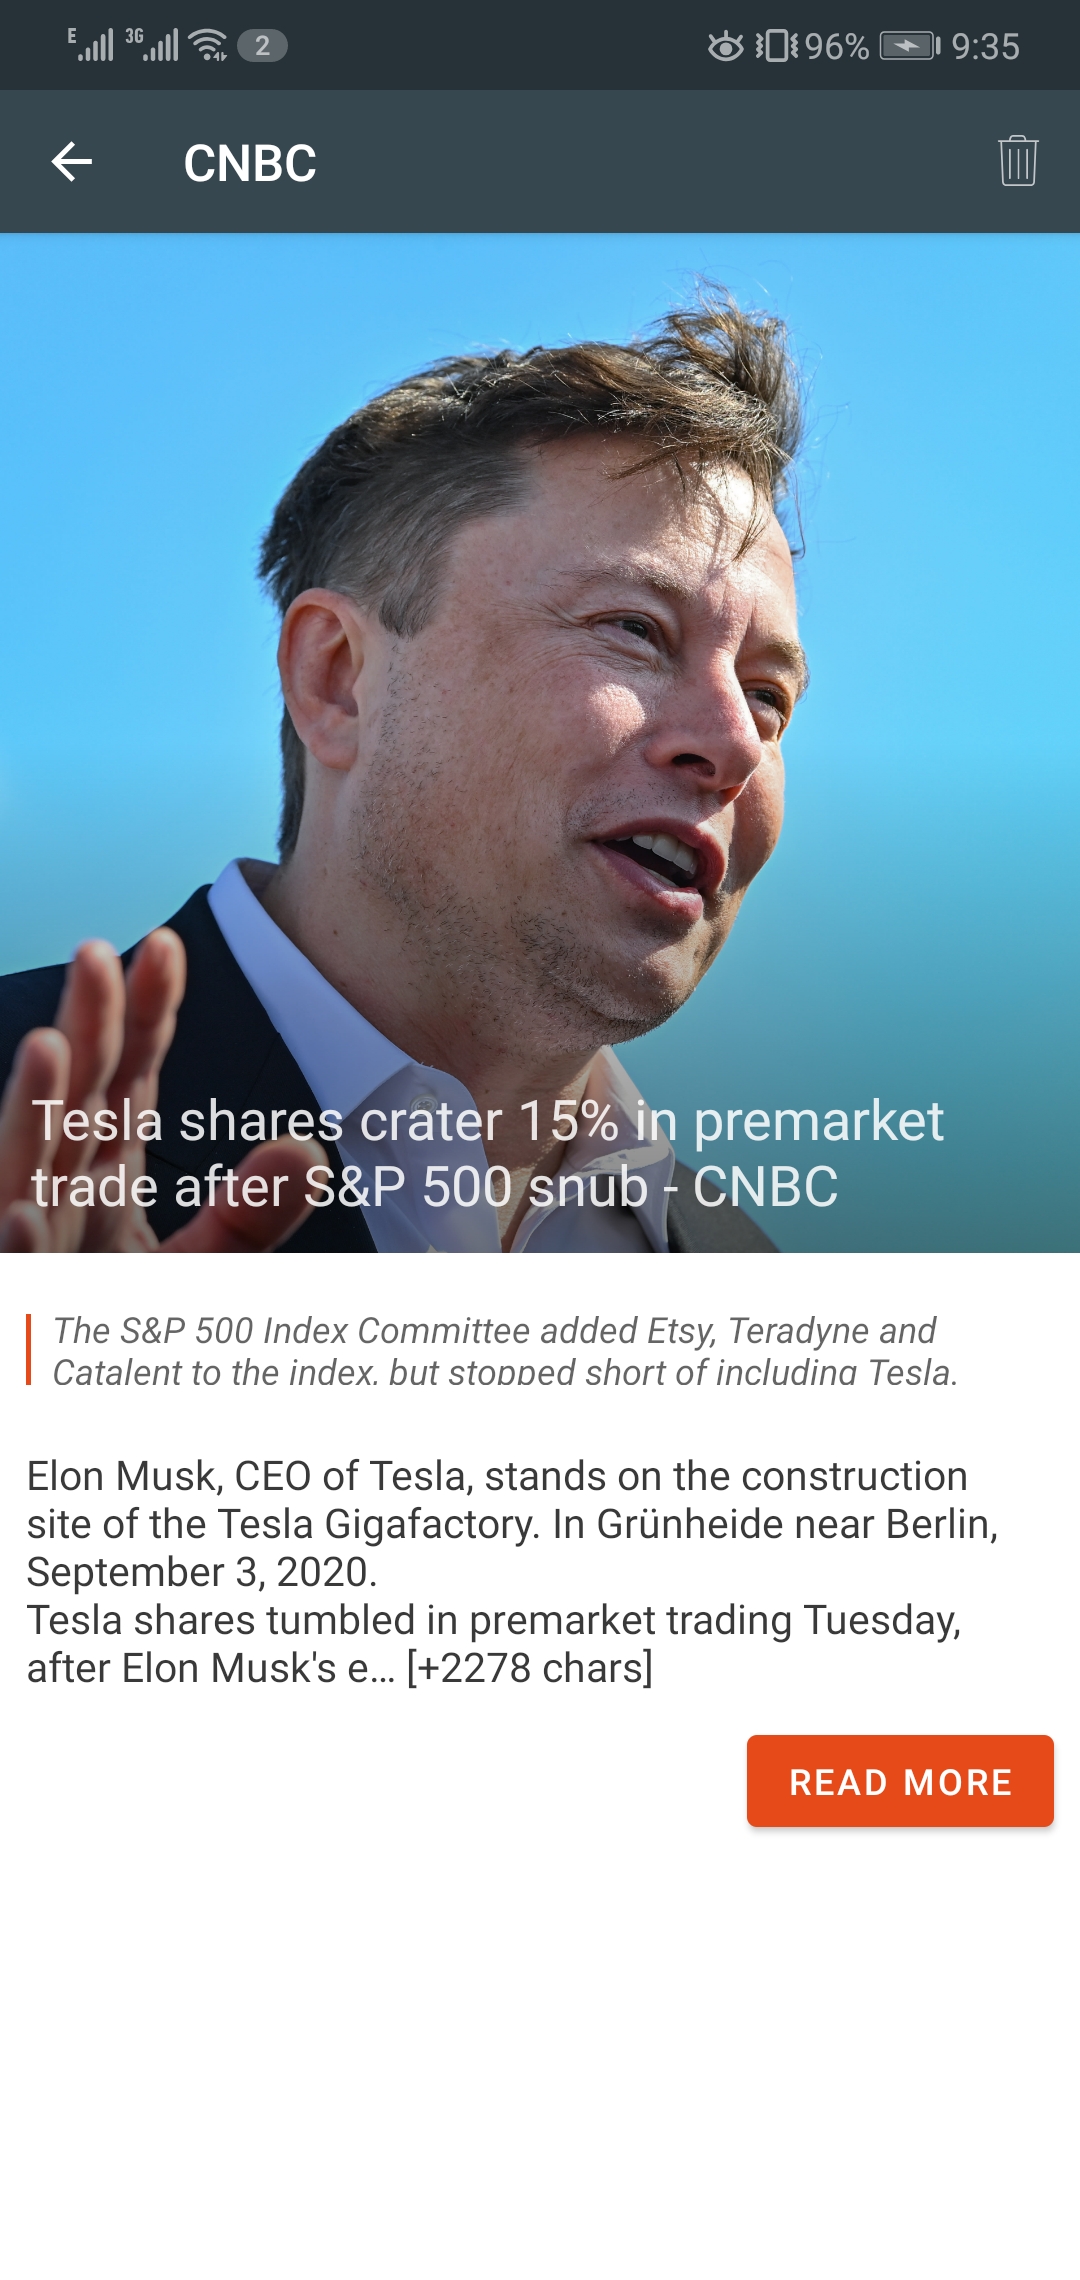 E 3G 2 96% 9:35
CNBC
Tesla shares crater 15% in premarket
trade after S&P 500 snub - CNBC
The S&P 500 Index Committee added Etsy, Teradyne and
Catalent to the index, but stopped short of including Tesla.
Elon Musk, CEO of Tesla, stands on the construction
site of the Tesla Gigafactory. In Grünheide near Berlin,
September 3, 2020.
Tesla shares tumbled in premarket trading Tuesday,
after Elon Musk's e… [+2278 chars]
READ MORE